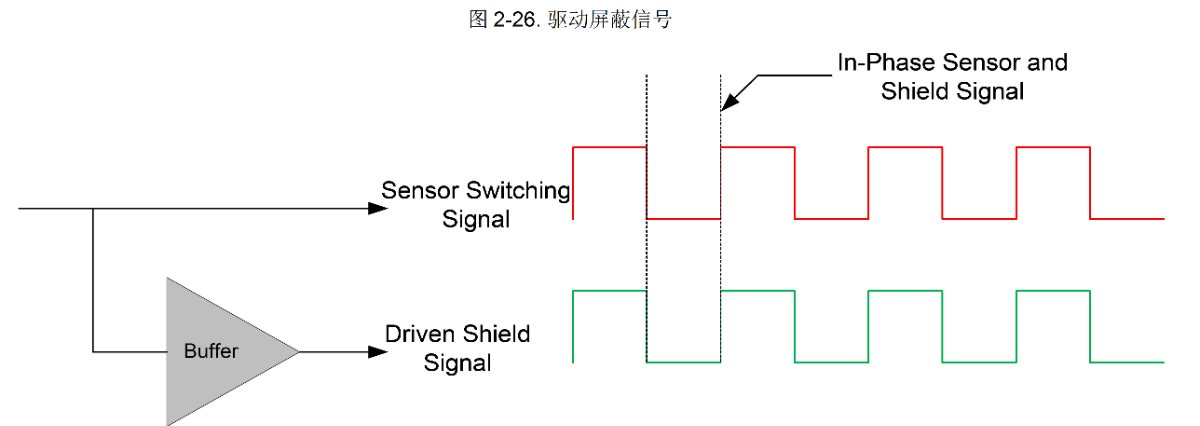 图 2-26. 驱动屏蔽信号
In-Phase Sensor and
Shield Signal
Sensor Switching
Signal
Buffer
Driven Shield
Signal